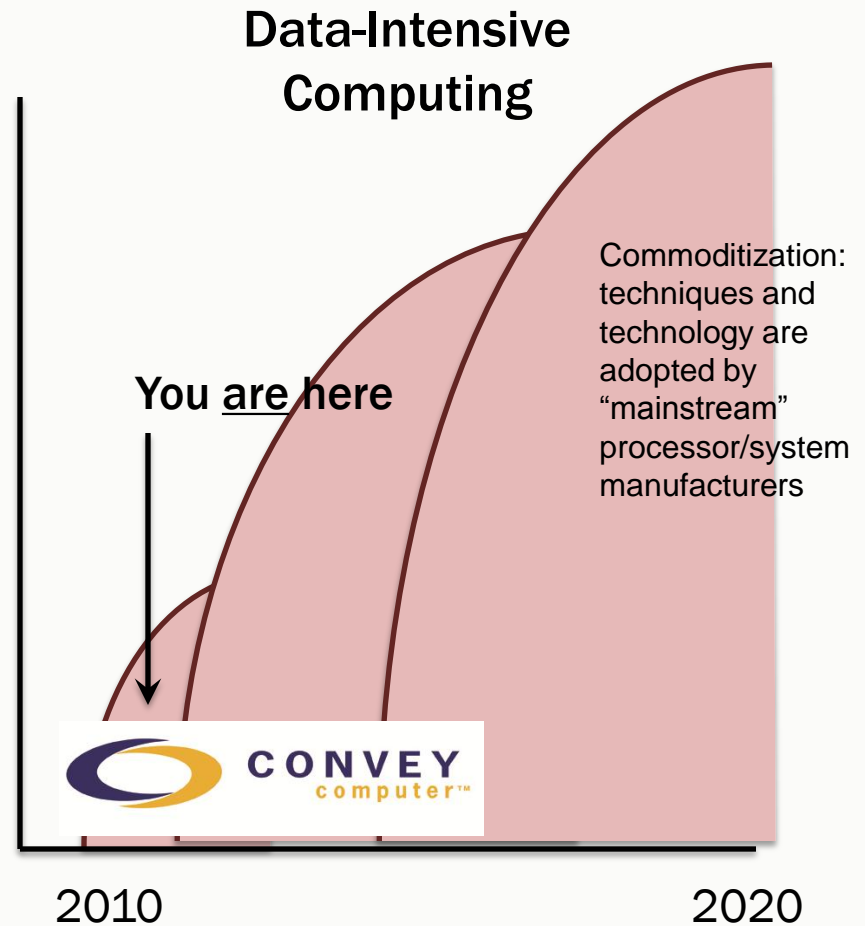 Data-Intensive
Computing
Commoditization:
techniques and
technology are
adopted by
“mainstream”
processor/system
manufacturers
You are here
CONVEY
computer™
2010
2020